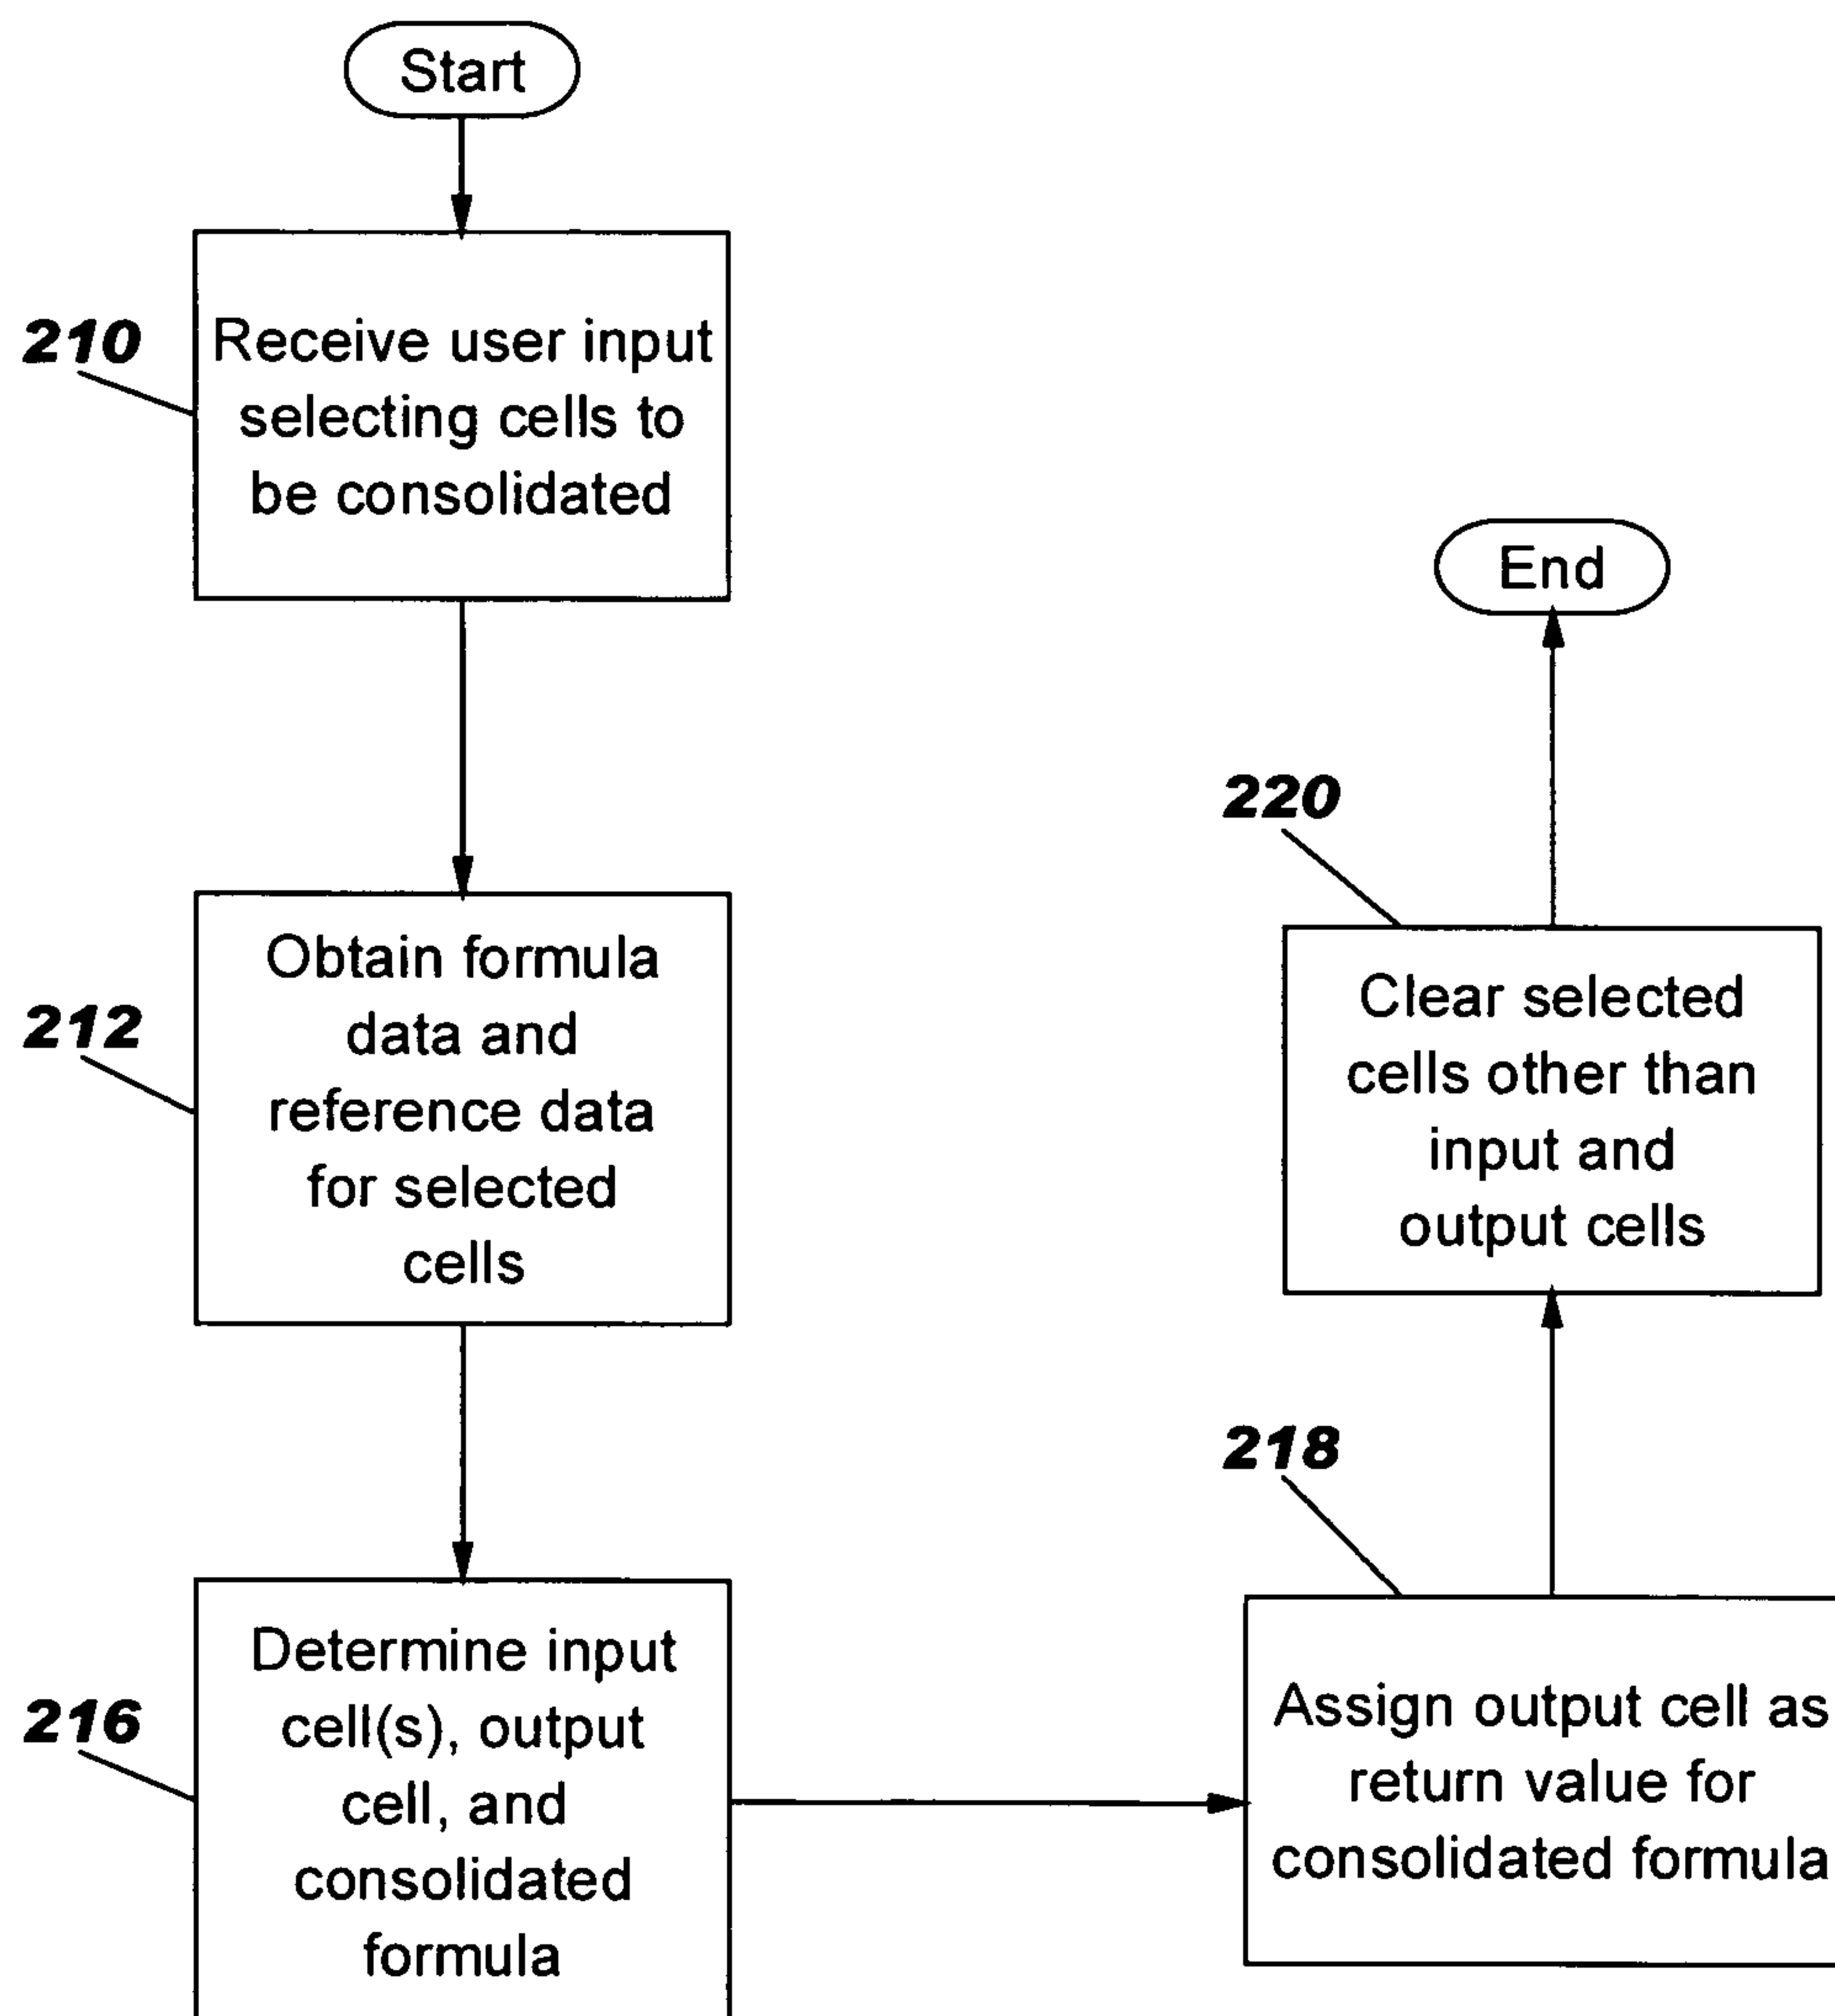 Start
210
Receive user input
selecting cells to
be consolidated
212
Obtain formula
data and
reference data
for selected
cells
216
Determine input
cell(s), output
cell, and
consolidated
formula
218
Assign output cell as
return value for
consolidated formula
220
Clear selected
cells other than
input and
output cells
End